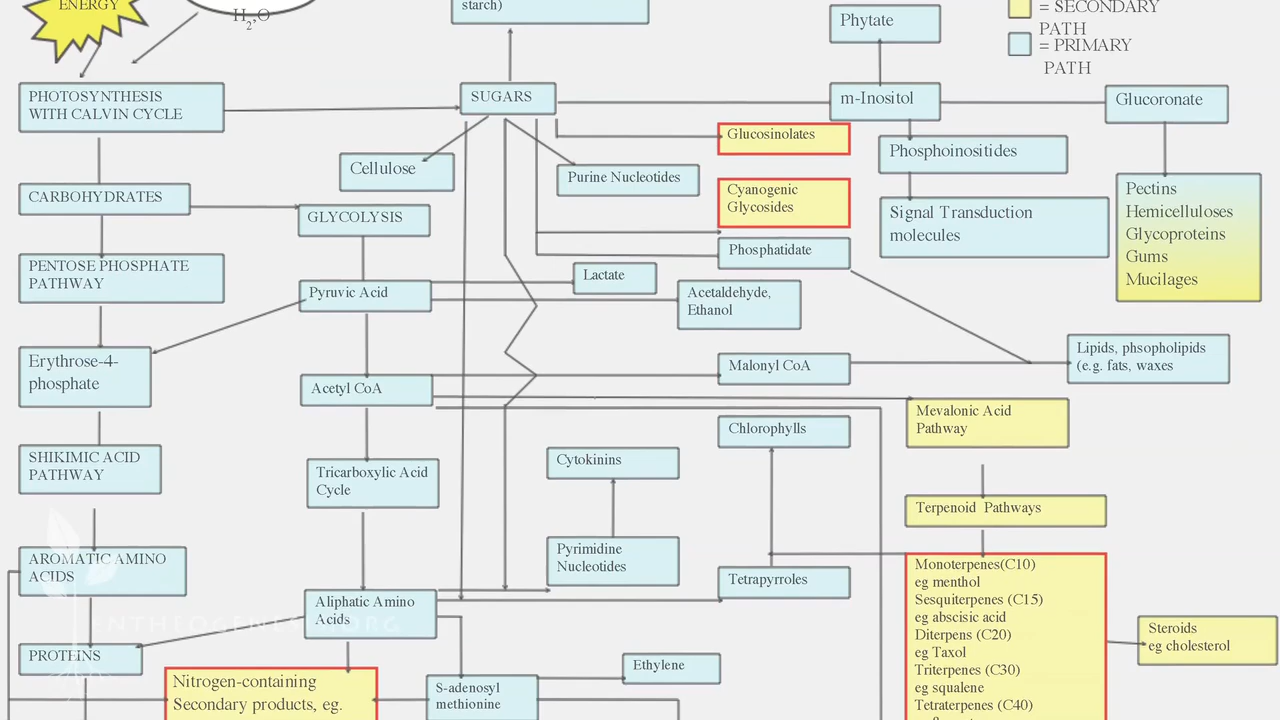 ENERGY
H2O
starch)
Phytate
= SECONDARY
PATH
= PRIMARY
PATH
PHOTOSYNTHESIS
WITH CALVIN CYCLE
SUGARS
m-Inositol
Glucoronate
Glucosinolates
Cellulose
Purine Nucleotides
Phosphoinositides
CARBOHYDRATES
GLYCOLYSIS
Cyanogenic
Glycosides
Signal Transduction
molecules
Pectins
Hemicelluloses
Glycoproteins
Gums
Mucilages
PENTOSE PHOSPHATE
PATHWAY
Phosphatidate
Lactate
Pyruvic Acid
Acetaldehyde,
Ethanol
Erythrose-4-
phosphate
Malonyl CoA
Lipids, phsopholipids
(e.g. fats, waxes
Acetyl CoA
Mevalonic Acid
Pathway
Chlorophylls
SHIKIMIC ACID
PATHWAY
Tricarboxylic Acid
Cycle
Cytokinins
Terpenoid Pathways
AROMATIC AMINO
ACIDS
Pyrimidine
Nucleotides
Tetrapyrroles
Monoterpenes(C10)
eg menthol
Sesquiterpenes (C15)
eg abscisic acid
Diterpens (C20)
eg Taxol
Triterpenes (C30)
eg squalene
Tetraterpenes (C40)
Aliphatic Amino
Acids
Steroids
eg cholesterol
PROTEINS
Ethylene
Nitrogen-containing
Secondary products, eg.
S-adenosyl
methionine